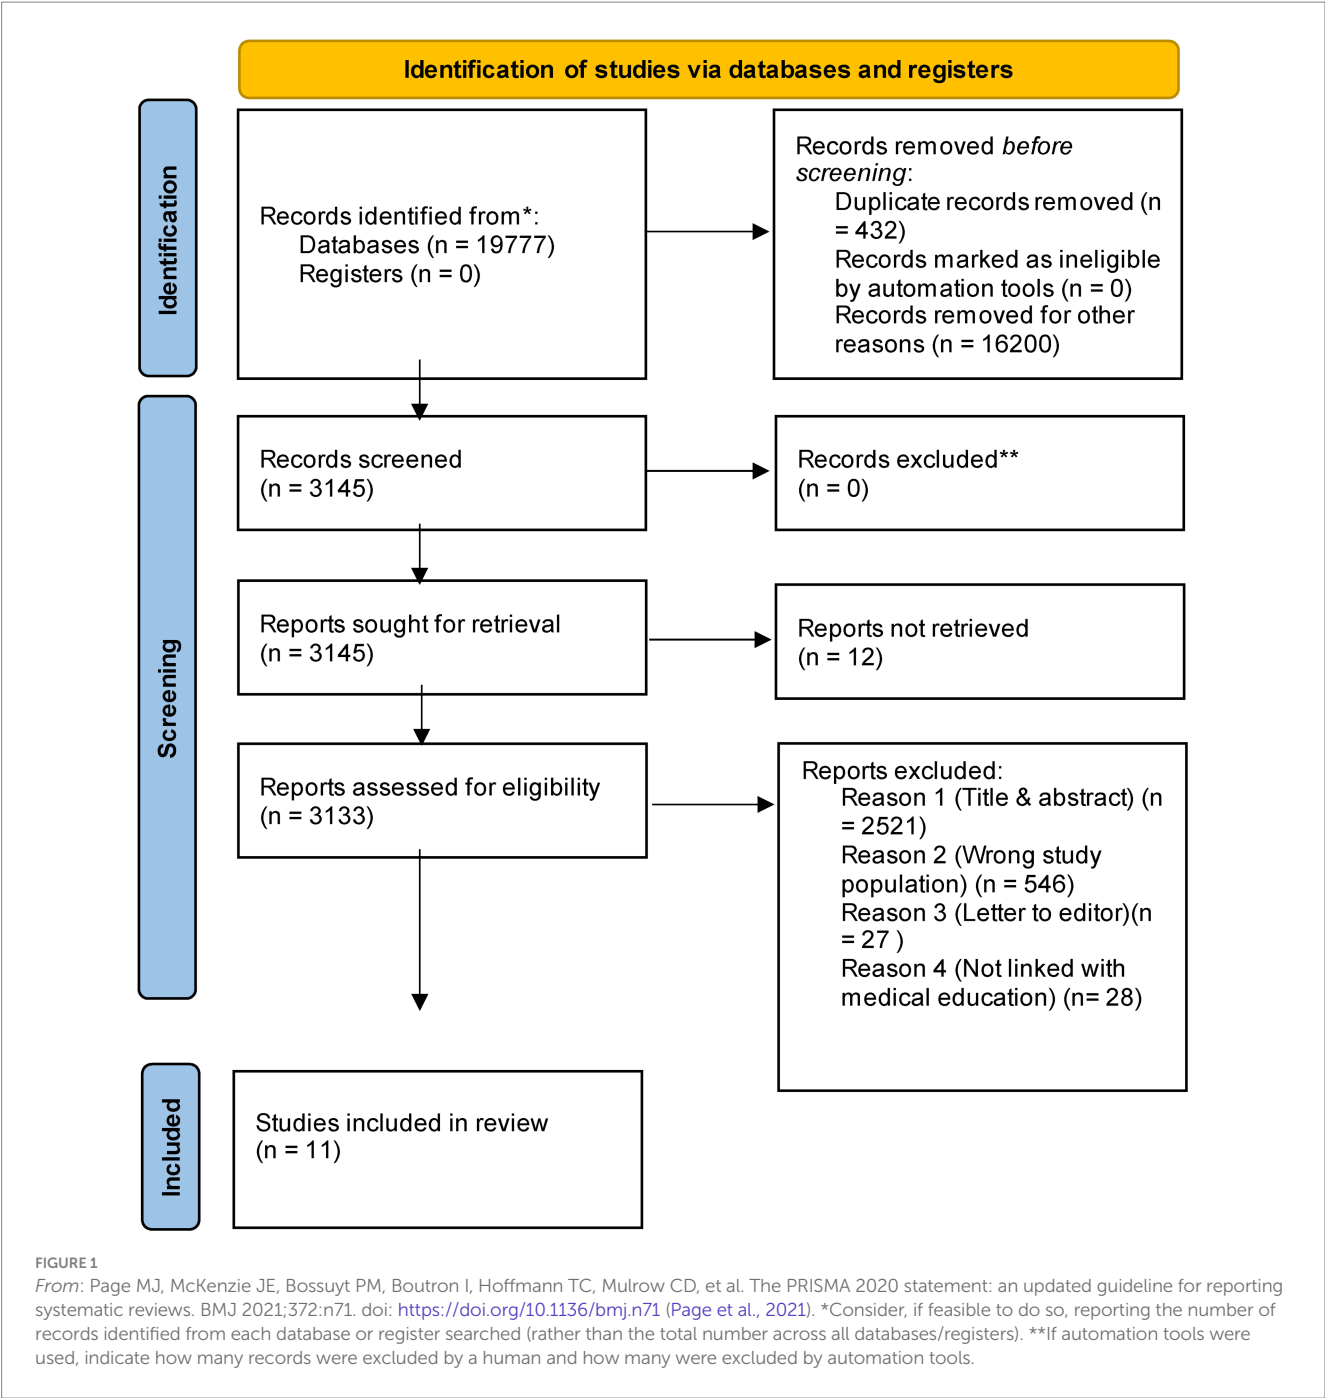 Identification of studies via databases and registers
Identification
Records identified from*:
Databases (n = 19777)
Registers (n = 0)
Records removed before
screening:
Duplicate records removed (n
= 432)
Records marked as ineligible
by automation tools (n = 0)
Records removed for other
reasons (n = 16200)
Screening
Records screened
(n = 3145)
Records excluded**
(n = 0)
Reports sought for retrieval
(n = 3145)
Reports not retrieved
(n = 12)
Reports assessed for eligibility
(n = 3133)
Reports excluded:
Reason 1 (Title & abstract) (n
= 2521)
Reason 2 (Wrong study
population) (n = 546)
Reason 3 (Letter to editor)(n
= 27 )
Reason 4 (Not linked with
medical education) (n= 28)
Included
Studies included in review
(n = 11)
FIGURE 1
From: Page MJ, McKenzie JE, Bossuyt PM, Boutron I, Hoffmann TC, Mulrow CD, et al. The PRISMA 2020 statement: an updated guideline for reporting
systematic reviews. BMJ 2021;372:n71. doi: https://doi.org/10.1136/bmj.n71 (Page et al., 2021). *Consider, if feasible to do so, reporting the number of
records identified from each database or register searched (rather than the total number across all databases/registers). **If automation tools were
used, indicate how many records were excluded by a human and how many were excluded by automation tools.